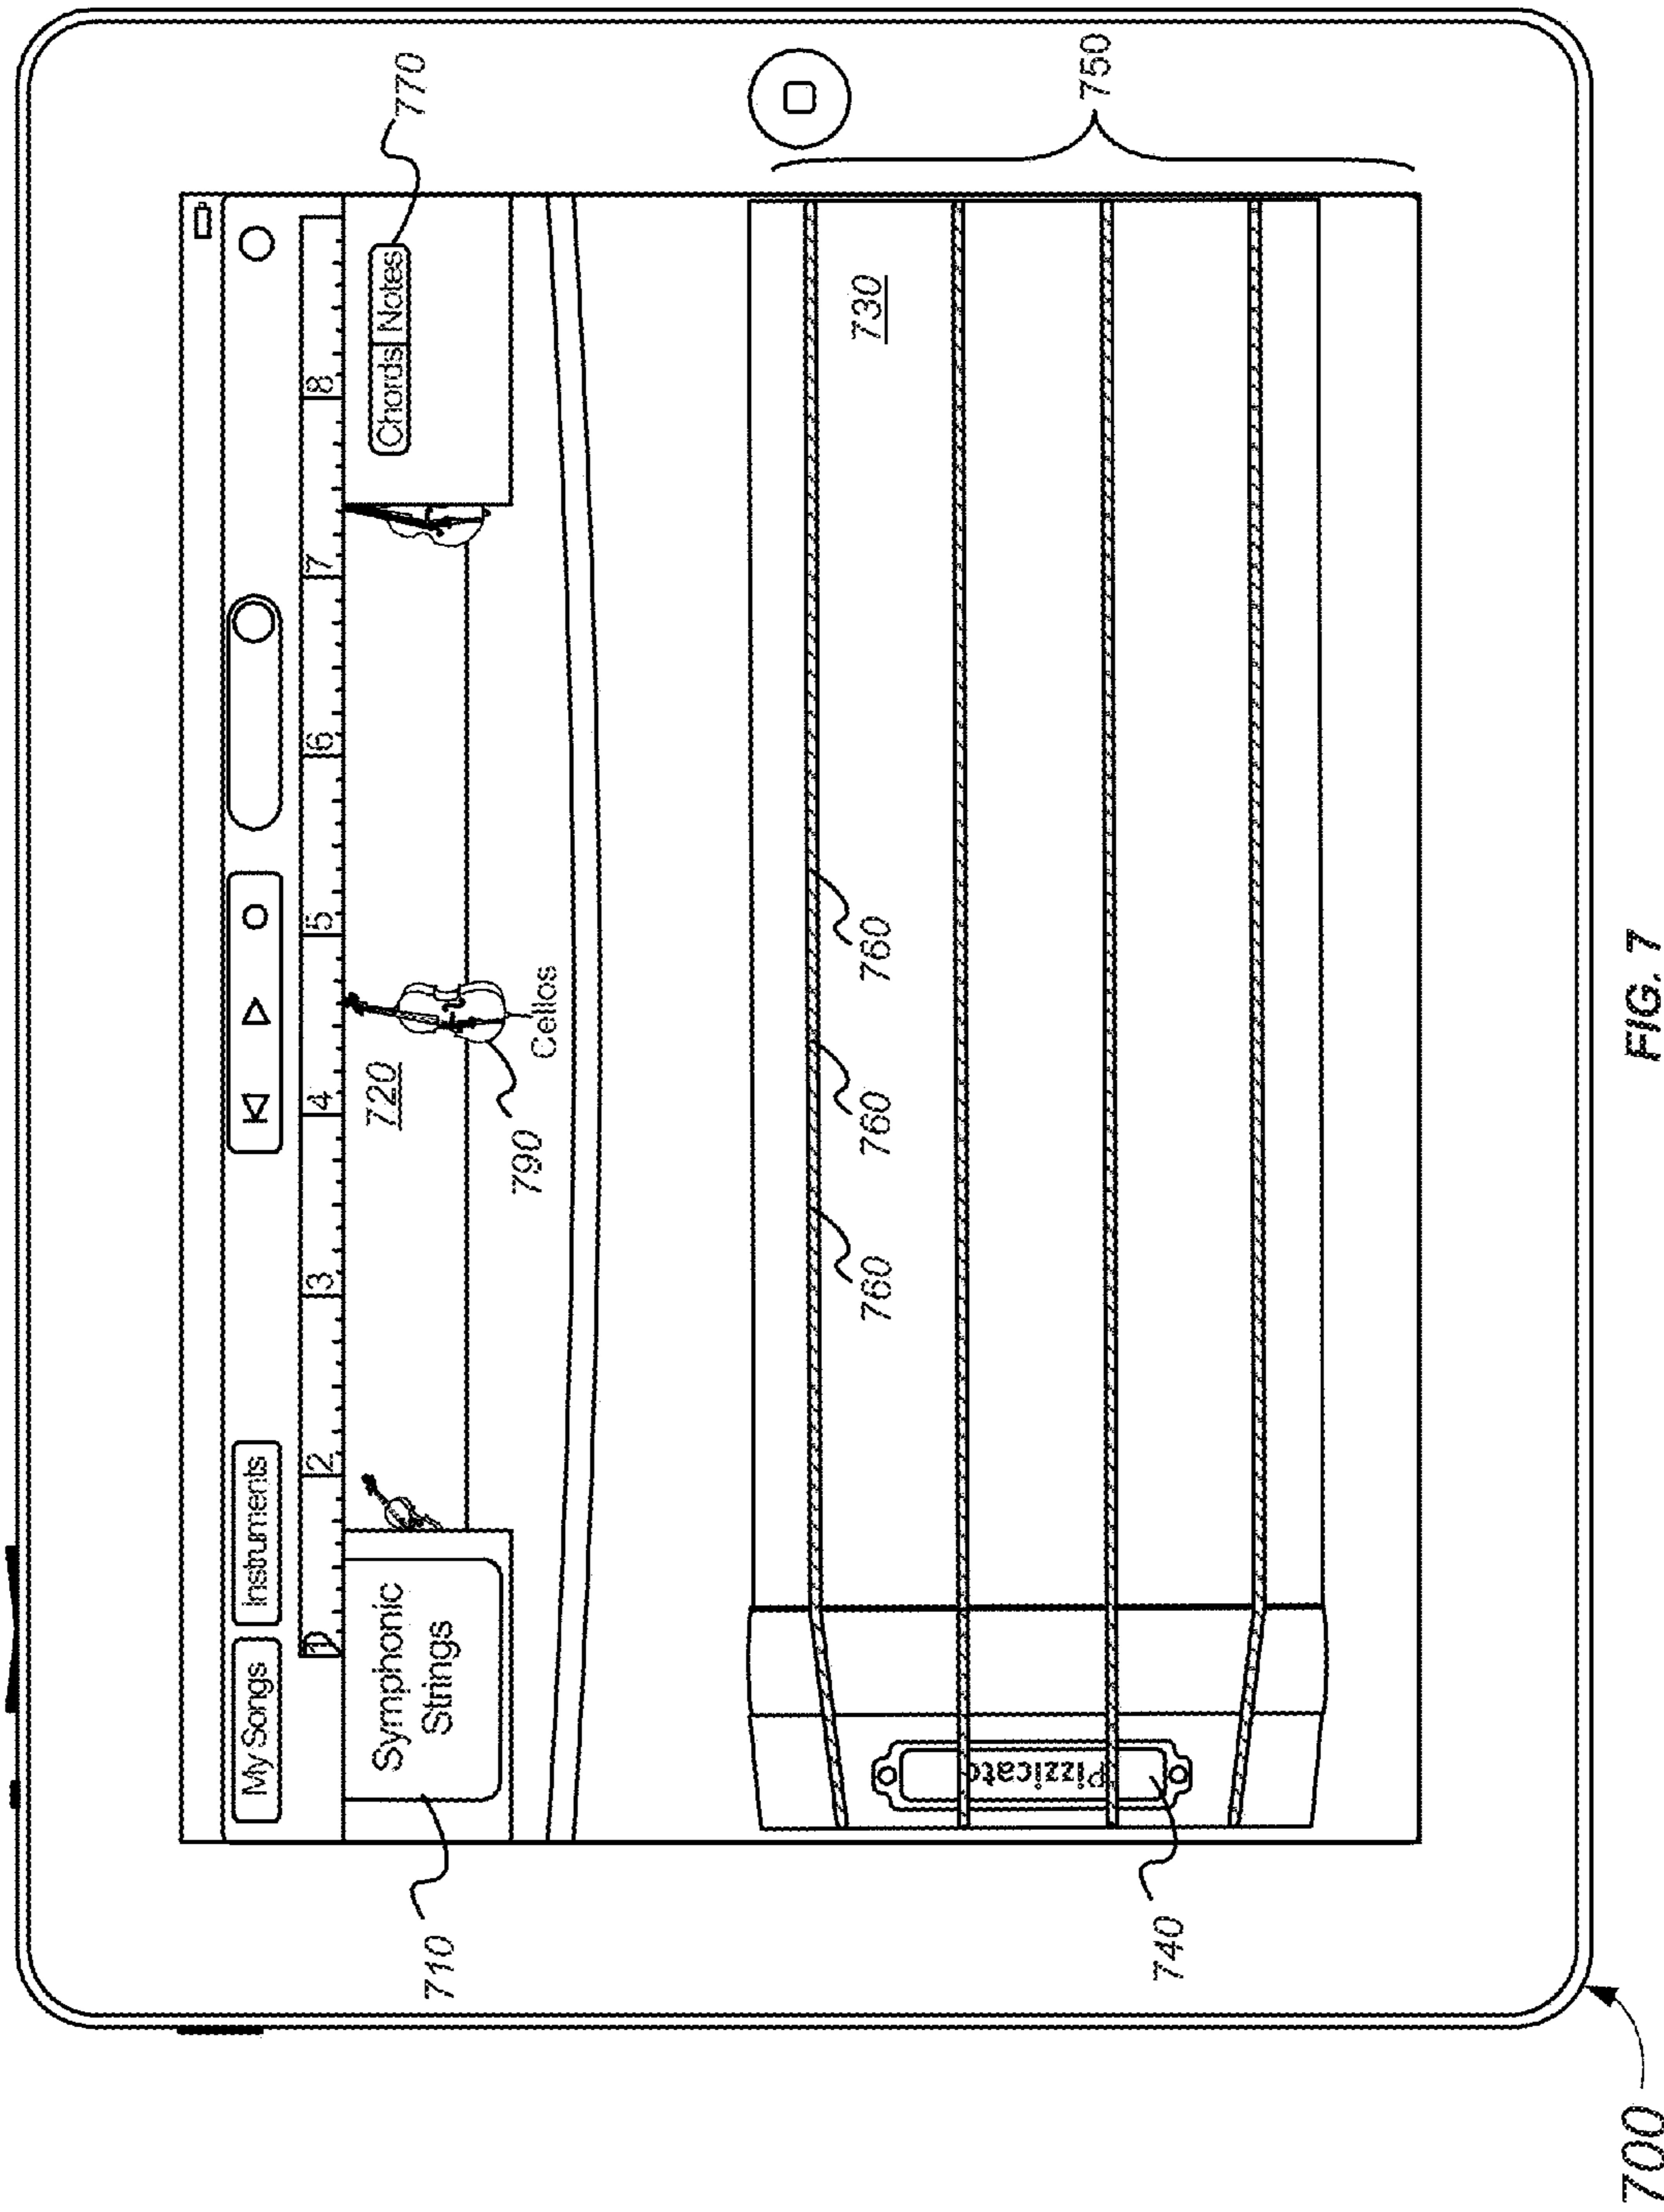 My Songs
Instruments
1 2 3 4 5 6 7 8
Symphonic
Strings
Chords Notes
770
710
720
790
Cellos
730
760
760
760
Pizzicato
740
750
FIG. 7
700